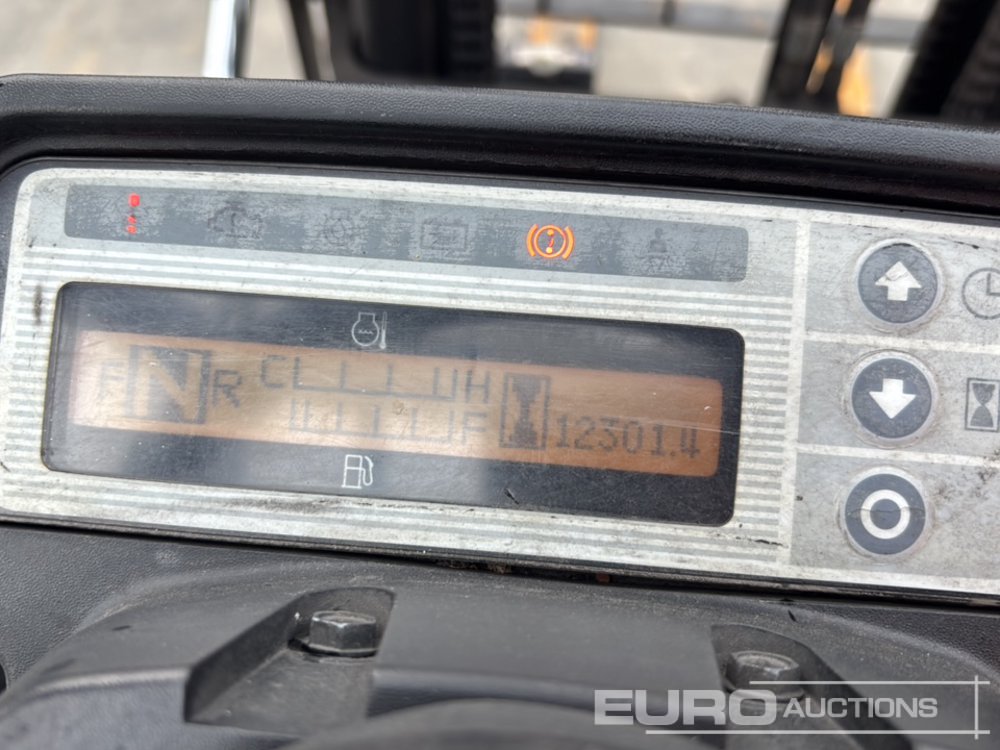 F N R C H
F 12301.4
EURO AUCTIONS